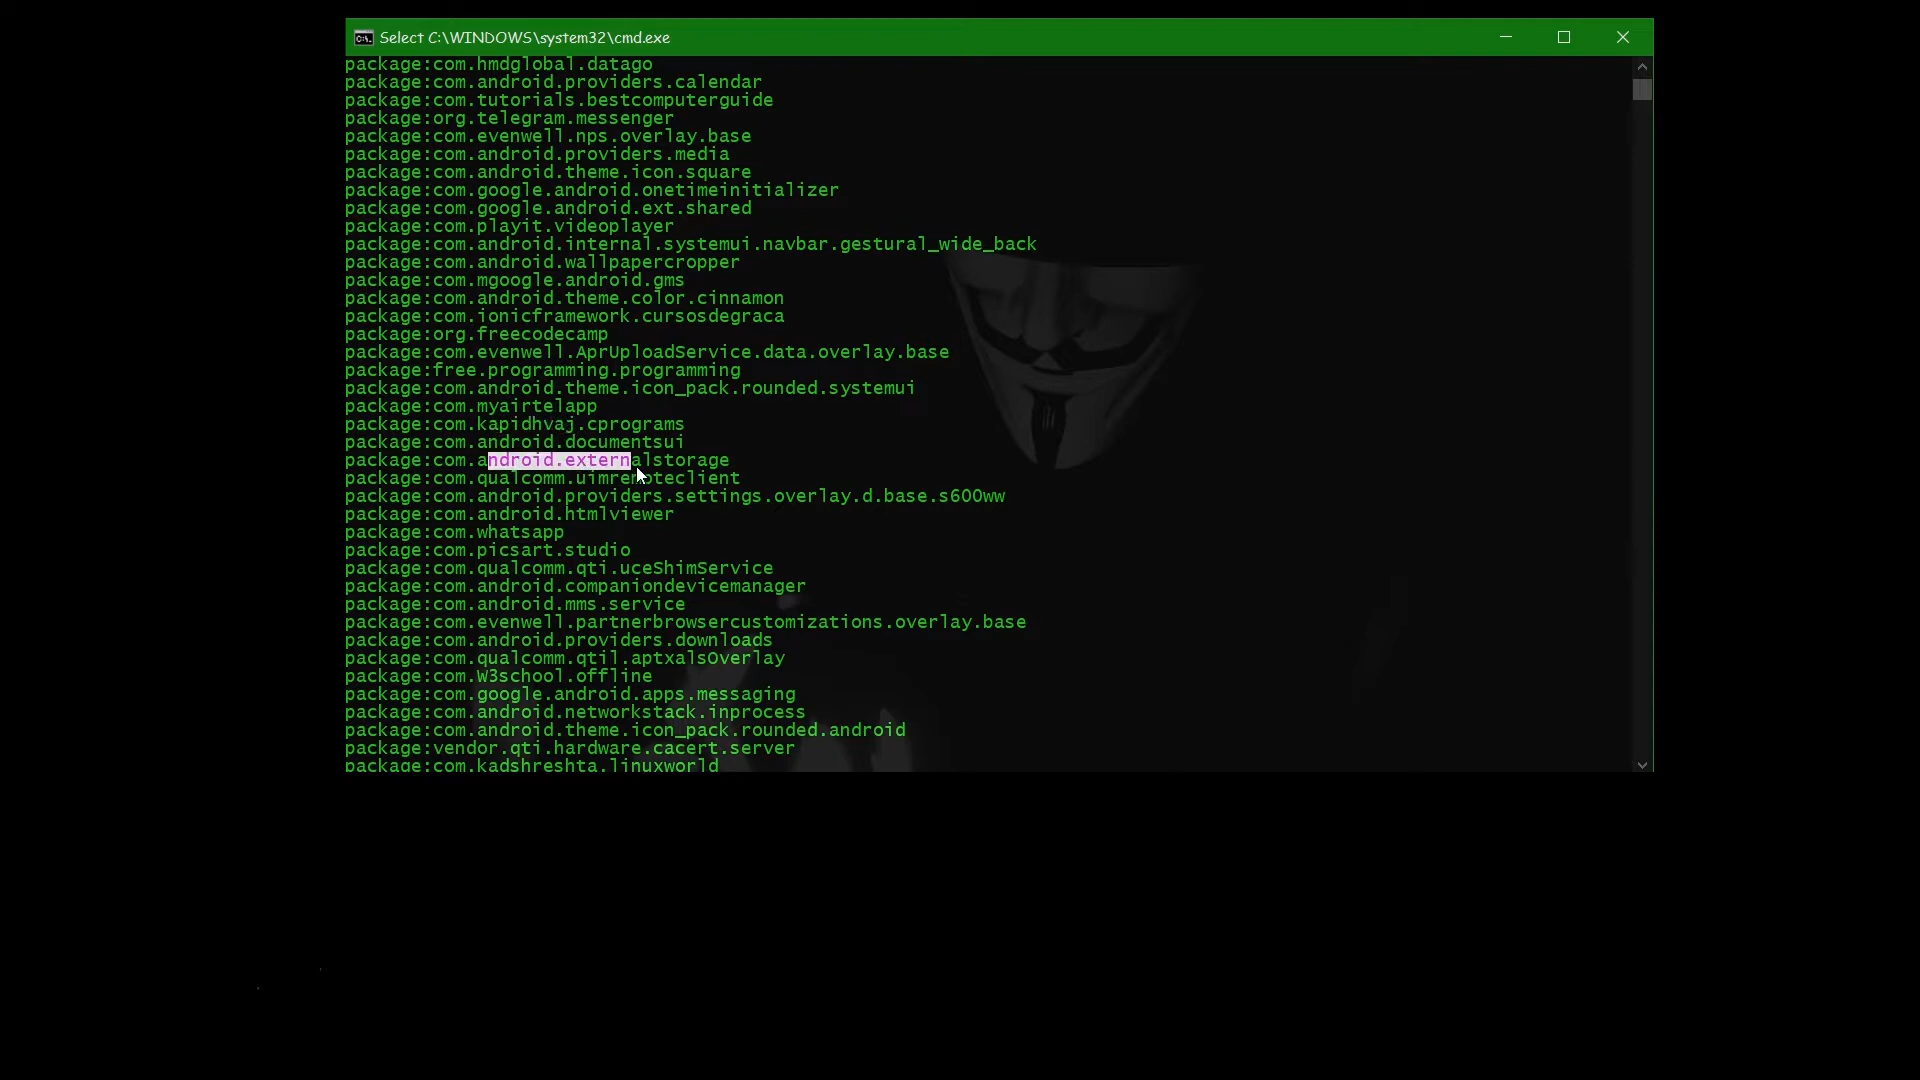 Select C:\WINDOWS\system32\cmd.exe
package:com.hmdglobal.datago
package:com.android.providers.calendar
package:com.tutorials.bestcomputerguide
package:org.telegram.messenger
package:com.evenwell.nps.overlay.base
package:com.android.providers.media
package:com.android.theme.icon.square
package:com.google.android.onetimeinitializer
package:com.google.android.ext.shared
package:com.playit.videoplayer
package:com.android.internal.systemui.navbar.gestural_wide_back
package:com.android.wallpapercropper
package:com.mgoogle.android.gms
package:com.android.theme.color.cinnamon
package:com.ionicframework.cursosdegraca
package:org.freecodecamp
package:com.evenwell.AprUploadService.data.overlay.base
package:free.programming.programming
package:com.android.theme.icon_pack.rounded.systemui
package:com.myairtelapp
package:com.kapidhvaj.cprograms
package:com.android.documentsui
package:com.android.externalstorage
package:com.qualcomm.uimremoteclient
package:com.android.providers.settings.overlay.d.base.s600ww
package:com.android.htmlviewer
package:com.whatsapp
package:com.picsart.studio
package:com.qualcomm.qti.uceShimService
package:com.android.companiondevicemanager
package:com.android.mms.service
package:com.evenwell.partnerbrowsercustomizations.overlay.base
package:com.android.providers.downloads
package:com.qualcomm.qtil.aptxalsOverlay
package:com.W3school.offline
package:com.google.android.apps.messaging
package:com.android.networkstack.inprocess
package:com.android.theme.icon_pack.rounded.android
package:vendor.qti.hardware.cacert.server
package:com.kadshreshta.linuxworld